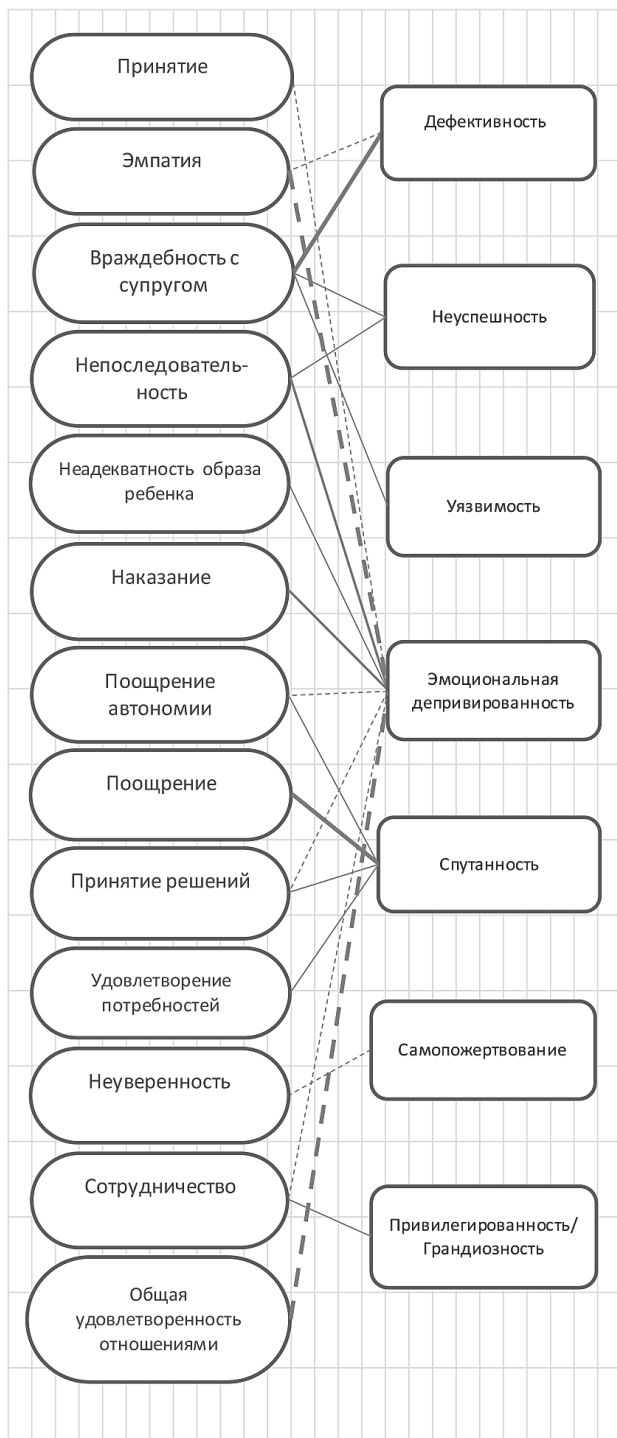 Принятие
Эмпатия
Враждебность с
супругом
Непоследователь-
ность
Неадекватность образа
ребенка
Наказание
Поощрение
автономии
Поощрение
Принятие решений
Удовлетворение
потребностей
Неуверенность
Сотрудничество
Общая
удовлетворенность
отношениями
Дефективность
Неуспешность
Уязвимость
Эмоциональная
депривированность
Спутанность
Самопожертвование
Привилегированность/
Грандиозность